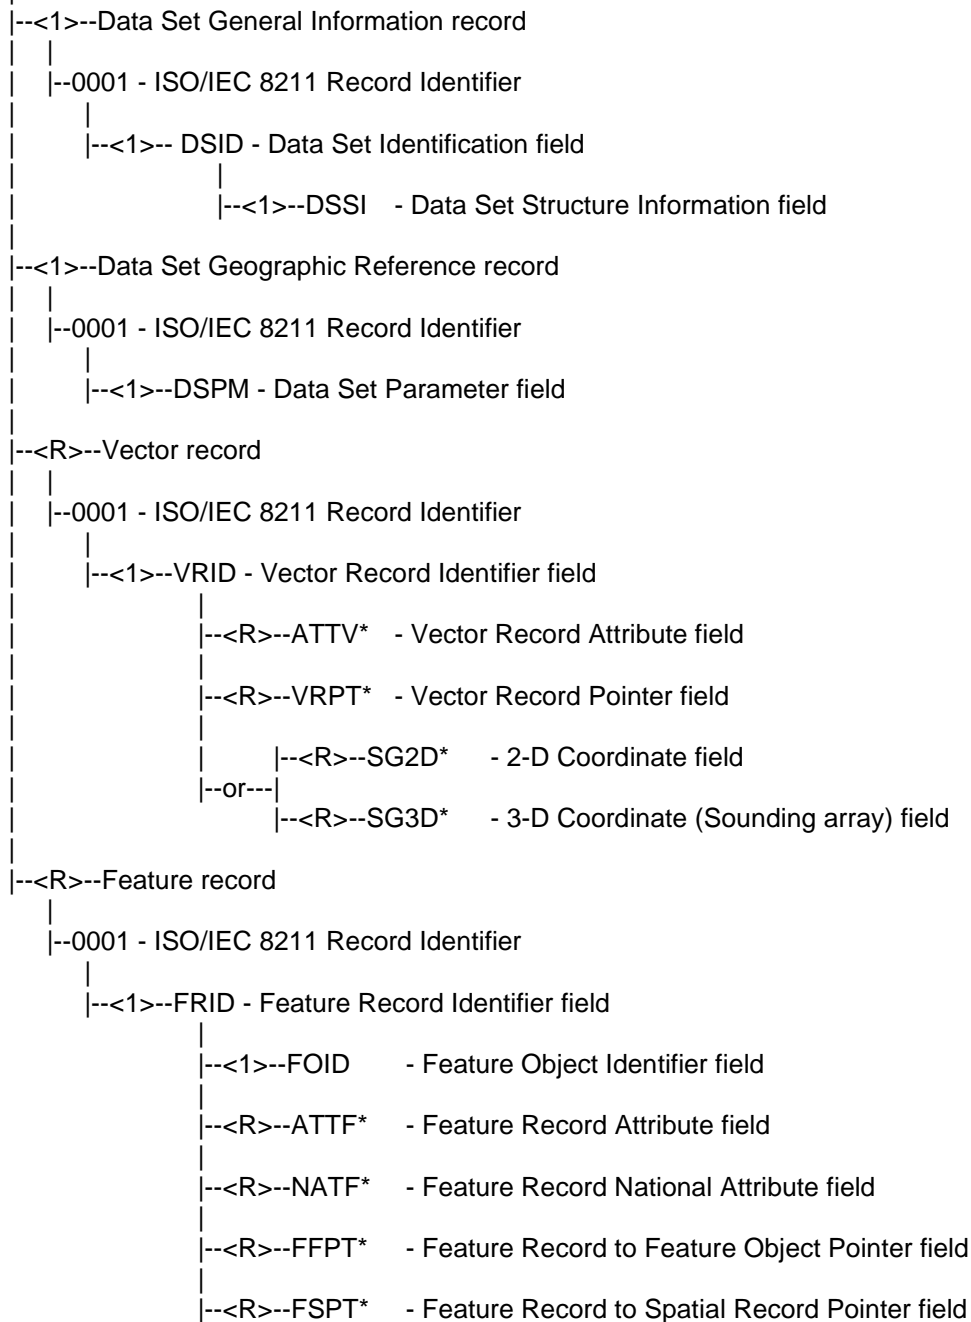 |--<1>--Data Set General Information record
|   |
|   |--0001 - ISO/IEC 8211 Record Identifier
|       |
|       |--<1>-- DSID - Data Set Identification field
|                     |
|                     |--<1>--DSSI   - Data Set Structure Information field
|
|--<1>--Data Set Geographic Reference record
|   |
|   |--0001 - ISO/IEC 8211 Record Identifier
|       |
|       |--<1>--DSPM - Data Set Parameter field
|
|--<R>--Vector record
|   |
|   |--0001 - ISO/IEC 8211 Record Identifier
|       |
|       |--<1>--VRID - Vector Record Identifier field
|                   |
|                   |--<R>--ATTV*   - Vector Record Attribute field
|                   |
|                   |--<R>--VRPT*   - Vector Record Pointer field
|                   |
|                   |       |--<R>--SG2D*     - 2-D Coordinate field
|                   |--or---|
|                           |--<R>--SG3D*     - 3-D Coordinate (Sounding array) field
|
|--<R>--Feature record
    |
    |--0001 - ISO/IEC 8211 Record Identifier
        |
        |--<1>--FRID - Feature Record Identifier field
                    |
                    |--<1>--FOID      - Feature Object Identifier field
                    |
                    |--<R>--ATTF*    - Feature Record Attribute field
                    |
                    |--<R>--NATF*    - Feature Record National Attribute field
                    |
                    |--<R>--FFPT*    - Feature Record to Feature Object Pointer field
                    |
                    |--<R>--FSPT*    - Feature Record to Spatial Record Pointer field